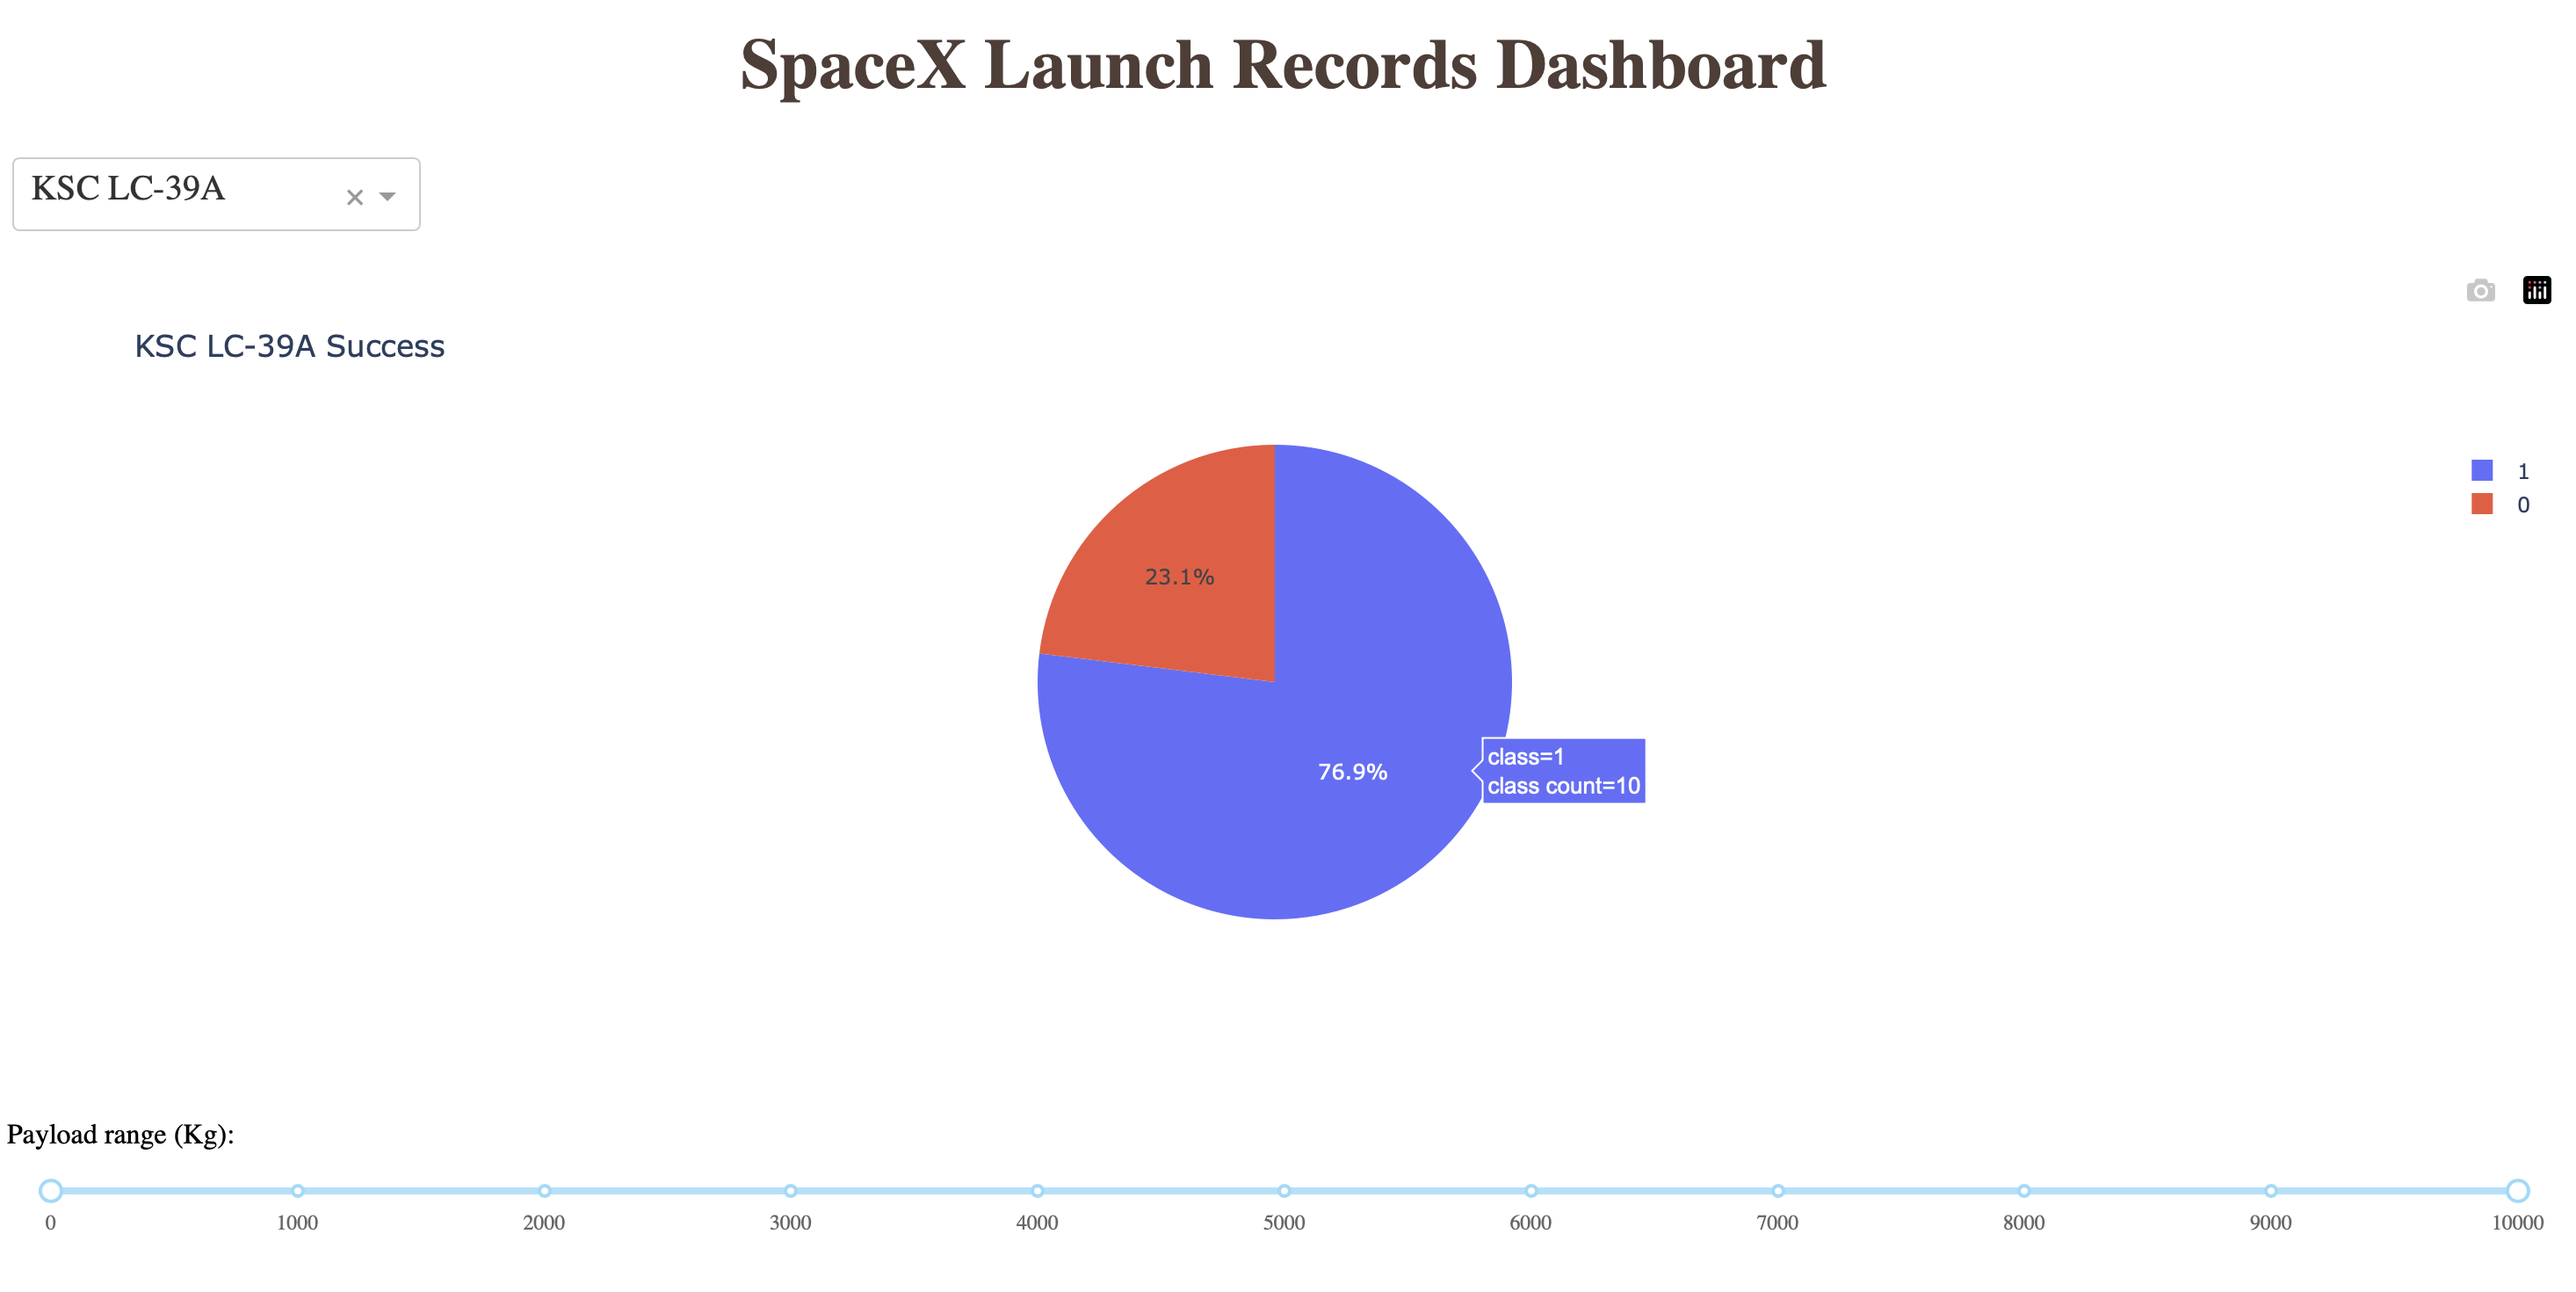 SpaceX Launch Records Dashboard
KSC LC-39A
KSC LC-39A Success
1
0
23.1%
76.9%
class=1
class count=10
Payload range (Kg):
0 1000 2000 3000 4000 5000 6000 7000 8000 9000 10000